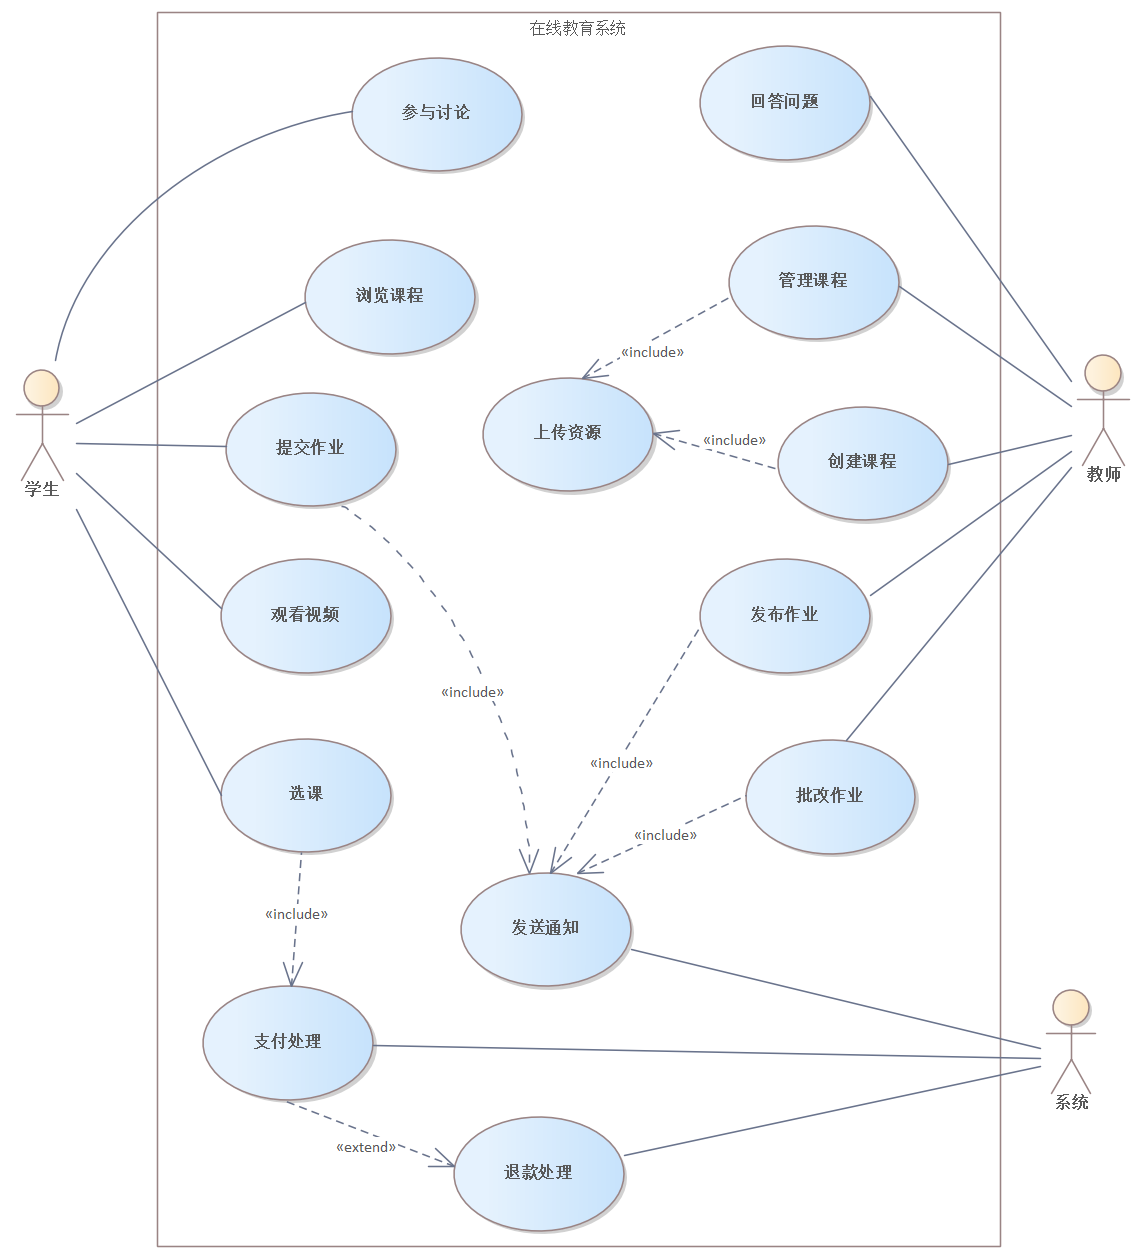 在线教育系统
参与讨论
回答问题
管理课程
浏览课程
«include»
上传资源
«include»
创建课程
提交作业
学生
教师
观看视频
发布作业
«include»
«include»
选课
批改作业
«include»
«include»
发送通知
支付处理
系统
«extend»
退款处理